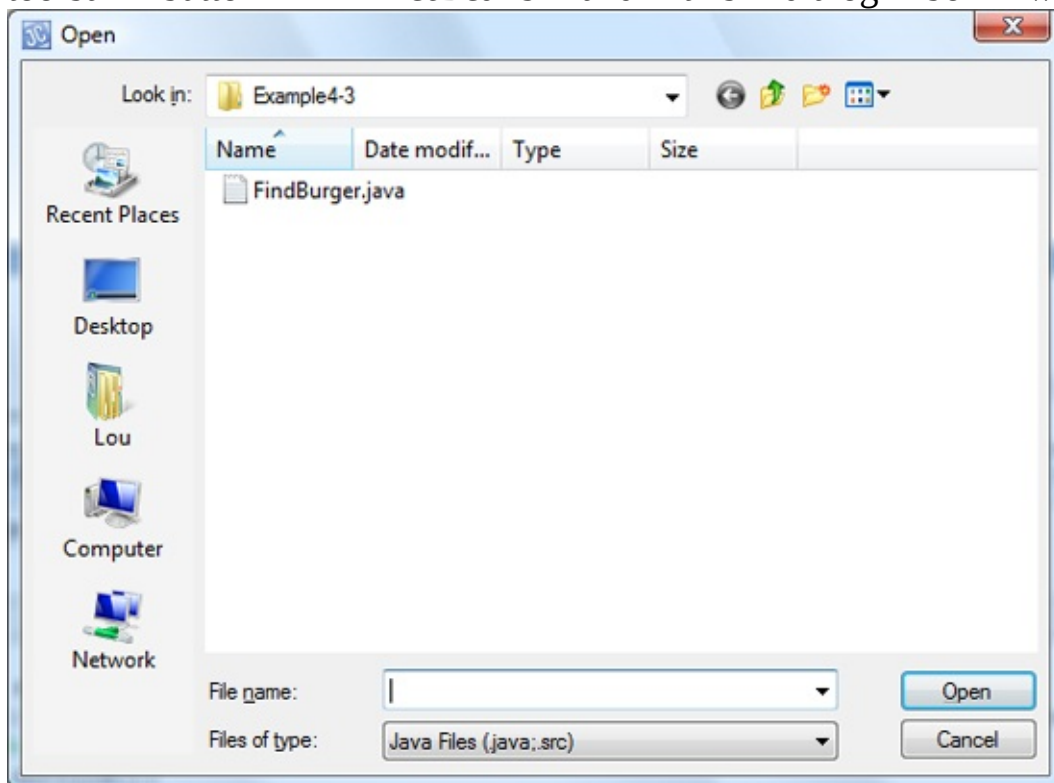 Open
Look in:
Example4-3
Name
Date modif...
Type
Size
FindBurger.java
Recent Places
Desktop
Lou
Computer
Network
File name:
Open
Files of type:
Java Files (.java;.src)
Cancel